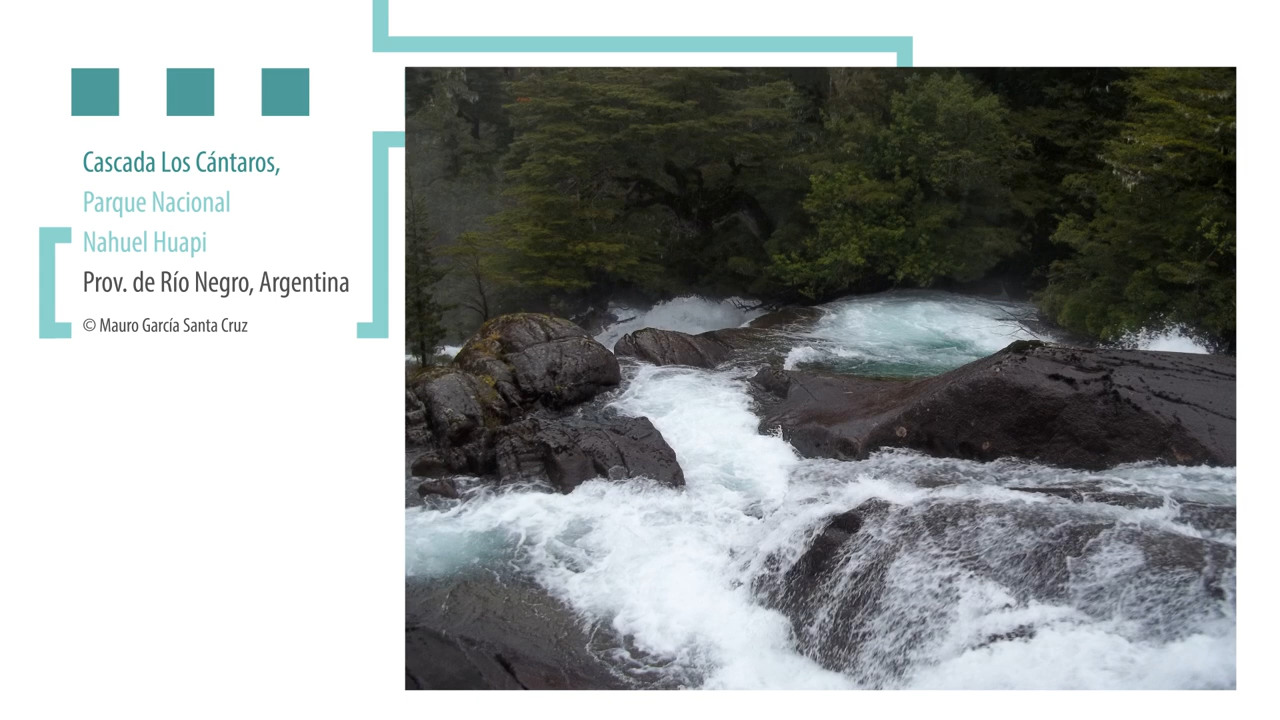 Cascada Los Cántaros,
Parque Nacional
Nahuel Huapi
Prov. de Río Negro, Argentina
© Mauro García Santa Cruz